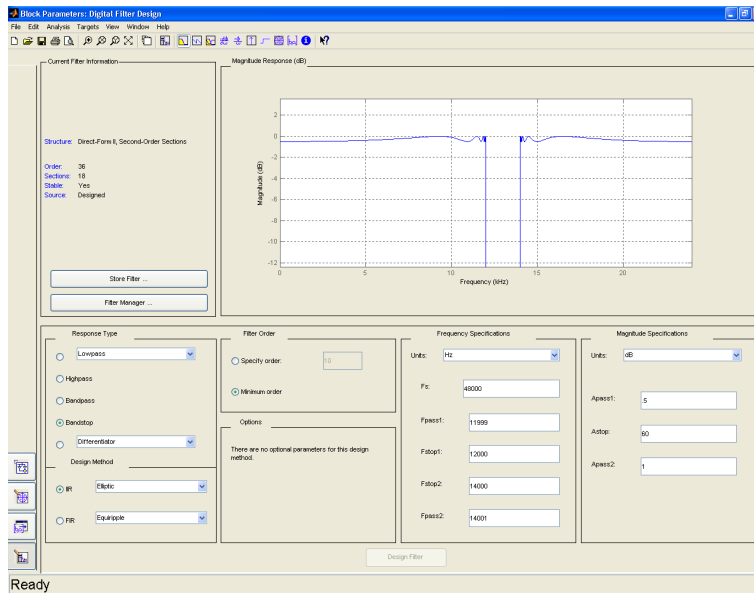 Block Parameters: Digital Filter Design
File Edit Analysis Targets View Window Help
Current Filter Information
Structure: Direct-Form II, Second-Order Sections
Order: 36
Sections: 18
Stable: Yes
Source: Designed
Store Filter ...
Filter Manager ...
Magnitude Response (dB)
Magnitude (dB)
2
0
-2
-4
-6
-8
-10
-12
0 5 10 15 20
Frequency (kHz)
Response Type
Lowpass
Highpass
Bandpass
Bandstop
Differentiator
Design Method
IIR Elliptic
FIR Equiripple
Filter Order
Specify order: 10
Minimum order
Options
There are no optional parameters for this design
method.
Frequency Specifications
Units: Hz
Fs: 48000
Fpass1: 11999
Fstop1: 12000
Fstop2: 14000
Fpass2: 14001
Magnitude Specifications
Units: dB
Apass1: .5
Astop: 60
Apass2: 1
Design Filter
Ready